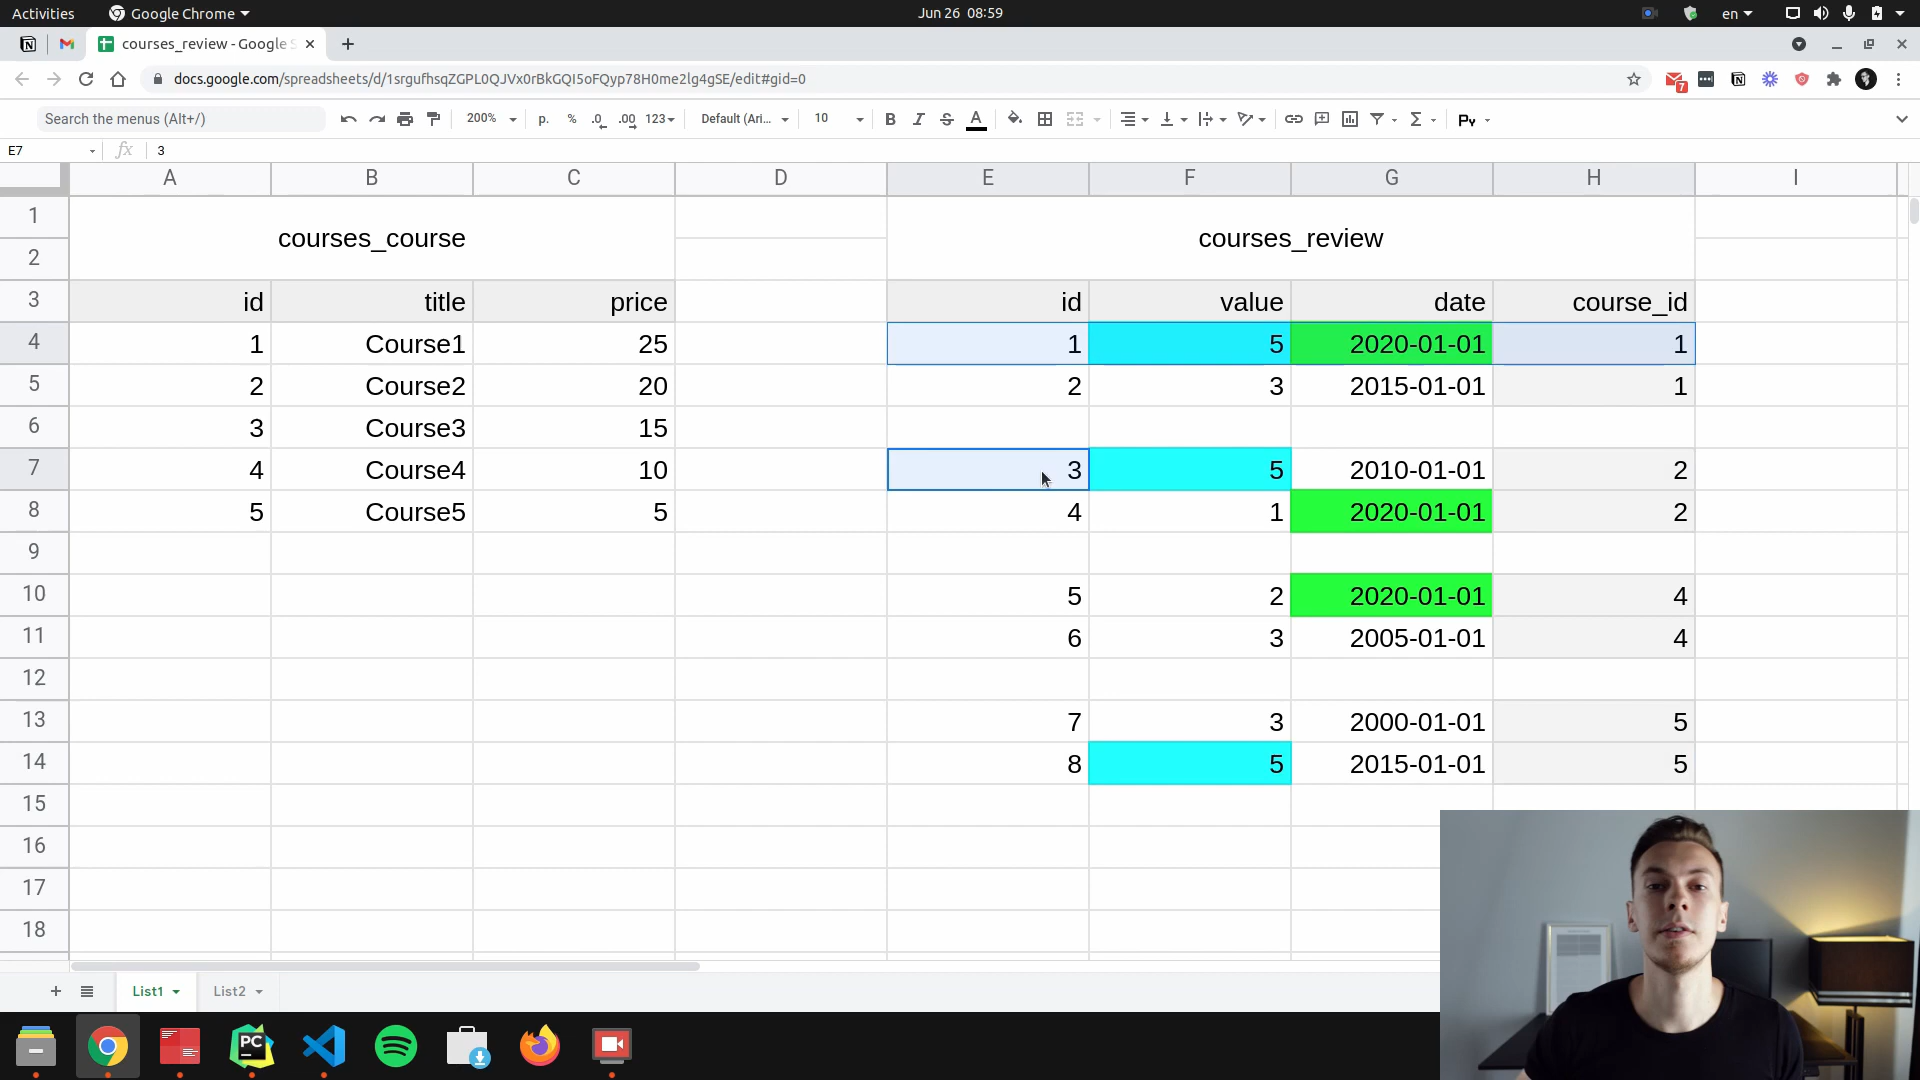 Activities Google Chrome Jun 26 08:59 en
courses_review - Google S
docs.google.com/spreadsheets/d/1srgufhsqZGPL0QJVx0rBkGQI5oFQyp78H0me2lg4gSE/edit#gid=0 7
Search the menus (Alt+/) 200% p. % .0 .00 123 Default (Ari... 10 B I S A Σ Py
E7 fx 3
A B C D E F G H I
1
courses_course courses_review
2
3 id title price id value date course_id
4 1 Course1 25 1 5 2020-01-01 1
5 2 Course2 20 2 3 2015-01-01 1
6 3 Course3 15
7 4 Course4 10 3 5 2010-01-01 2
8 5 Course5 5 4 1 2020-01-01 2
9
10 5 2 2020-01-01 4
11 6 3 2005-01-01 4
12
13 7 3 2000-01-01 5
14 8 5 2015-01-01 5
15
16
17
18
+ List1 List2
PC